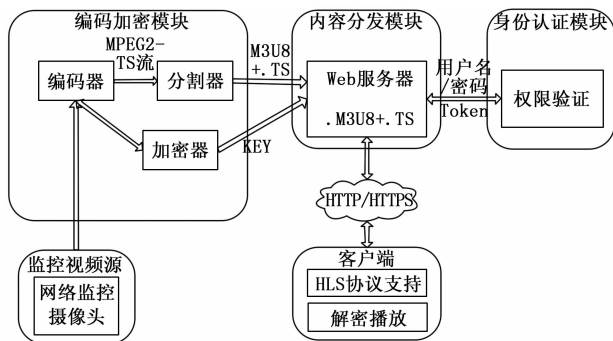 编码加密模块
MPEG2-
TS流
编码器
分割器
加密器
M3U8
+.TS
KEY
内容分发模块
Web服务器
.M3U8+.TS
用户名
/密码
Token
身份认证模块
权限验证
HTTP/HTTPS
监控视频源
网络监控
摄像头
客户端
HLS协议支持
解密播放